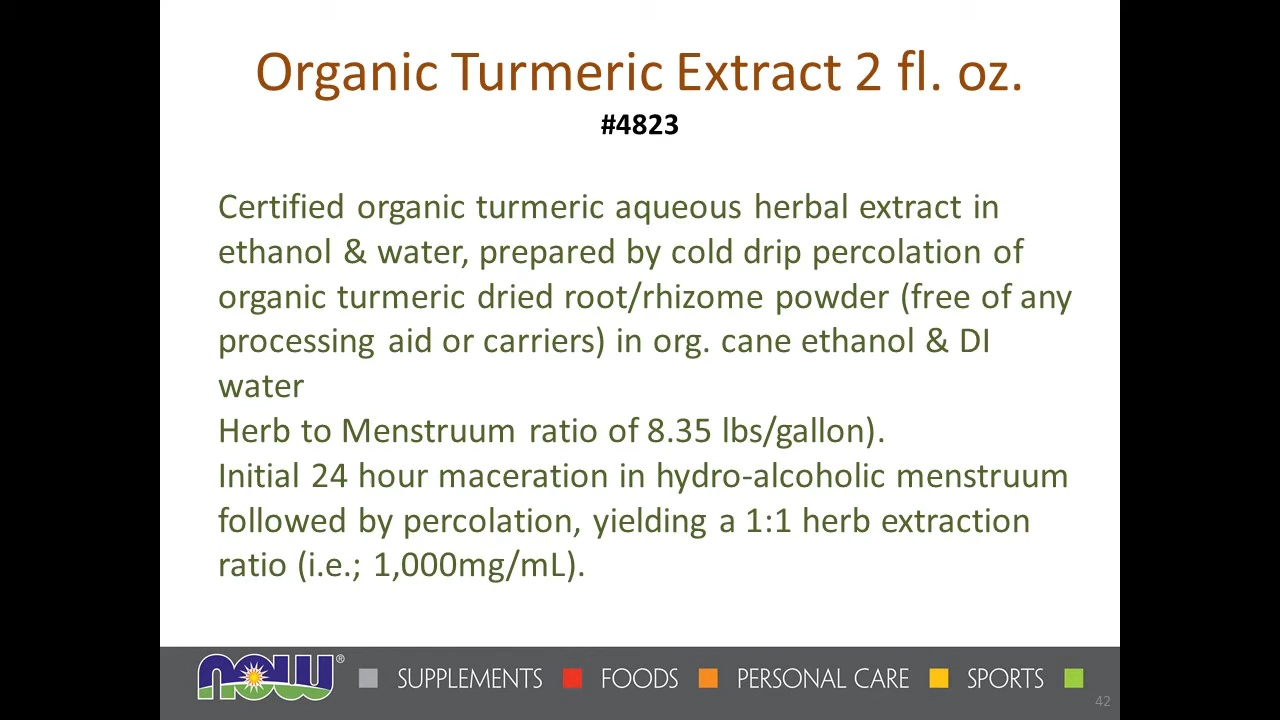 Organic Turmeric Extract 2 fl. oz.
#4823
Certified organic turmeric aqueous herbal extract in
ethanol & water, prepared by cold drip percolation of
organic turmeric dried root/rhizome powder (free of any
processing aid or carriers) in org. cane ethanol & DI
water
Herb to Menstruum ratio of 8.35 lbs/gallon).
Initial 24 hour maceration in hydro-alcoholic menstruum
followed by percolation, yielding a 1:1 herb extraction
ratio (i.e.; 1,000mg/mL).
now® SUPPLEMENTS FOODS PERSONAL CARE SPORTS
42